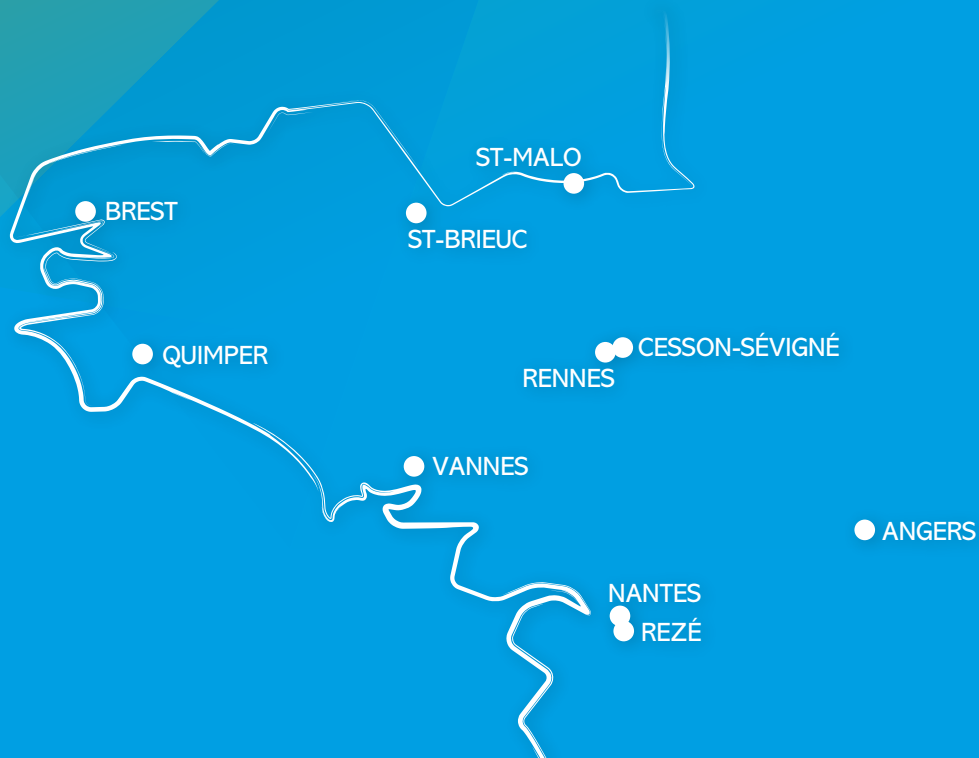 ST-MALO
BREST
ST-BRIEUC
CESSON-SÉVIGNÉ
QUIMPER
RENNES
VANNES
ANGERS
NANTES
REZÉ